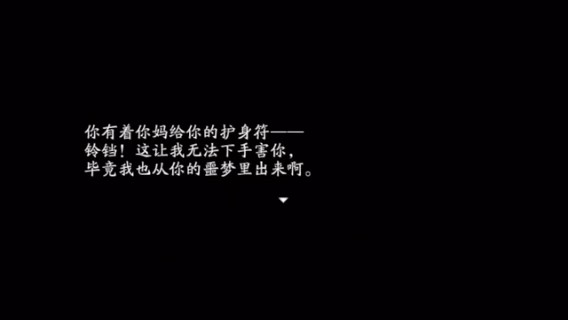 你有着你妈给你的护身符——
铃铛！这让我无法下手害你，
毕竟我也从你的噩梦里出来啊。